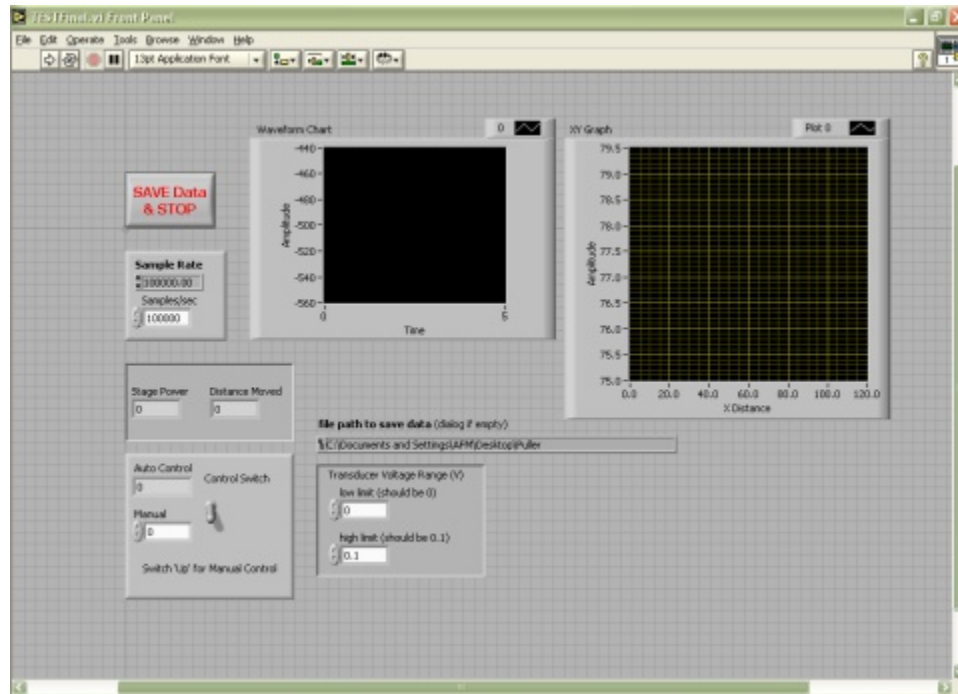 TESTFinal.vi Front Panel
File Edit Operate Tools Browse Window Help
13pt Application Font
?
1
Waveform Chart
0
-440
-460
-480
-500
-520
-540
-560
Amplitude
0 5
Time
XY Graph
Plot 0
79.5
79.0
78.5
78.0
77.5
77.0
76.5
76.0
75.5
75.0
Amplitude
0.0 20.0 40.0 60.0 80.0 100.0 120.0
X Distance
SAVE Data
& STOP
Sample Rate
100000.00
Samples/sec
100000
Stage Power Distance Moved
0 0
file path to save data (dialog if empty)
C:\Documents and Settings\AFM\Desktop\Puller
Auto Control
0
Control Switch
Manual
0
Switch 'Up' for Manual Control
Transducer Voltage Range (V)
low limit (should be 0)
0
high limit (should be 0.1)
0.1